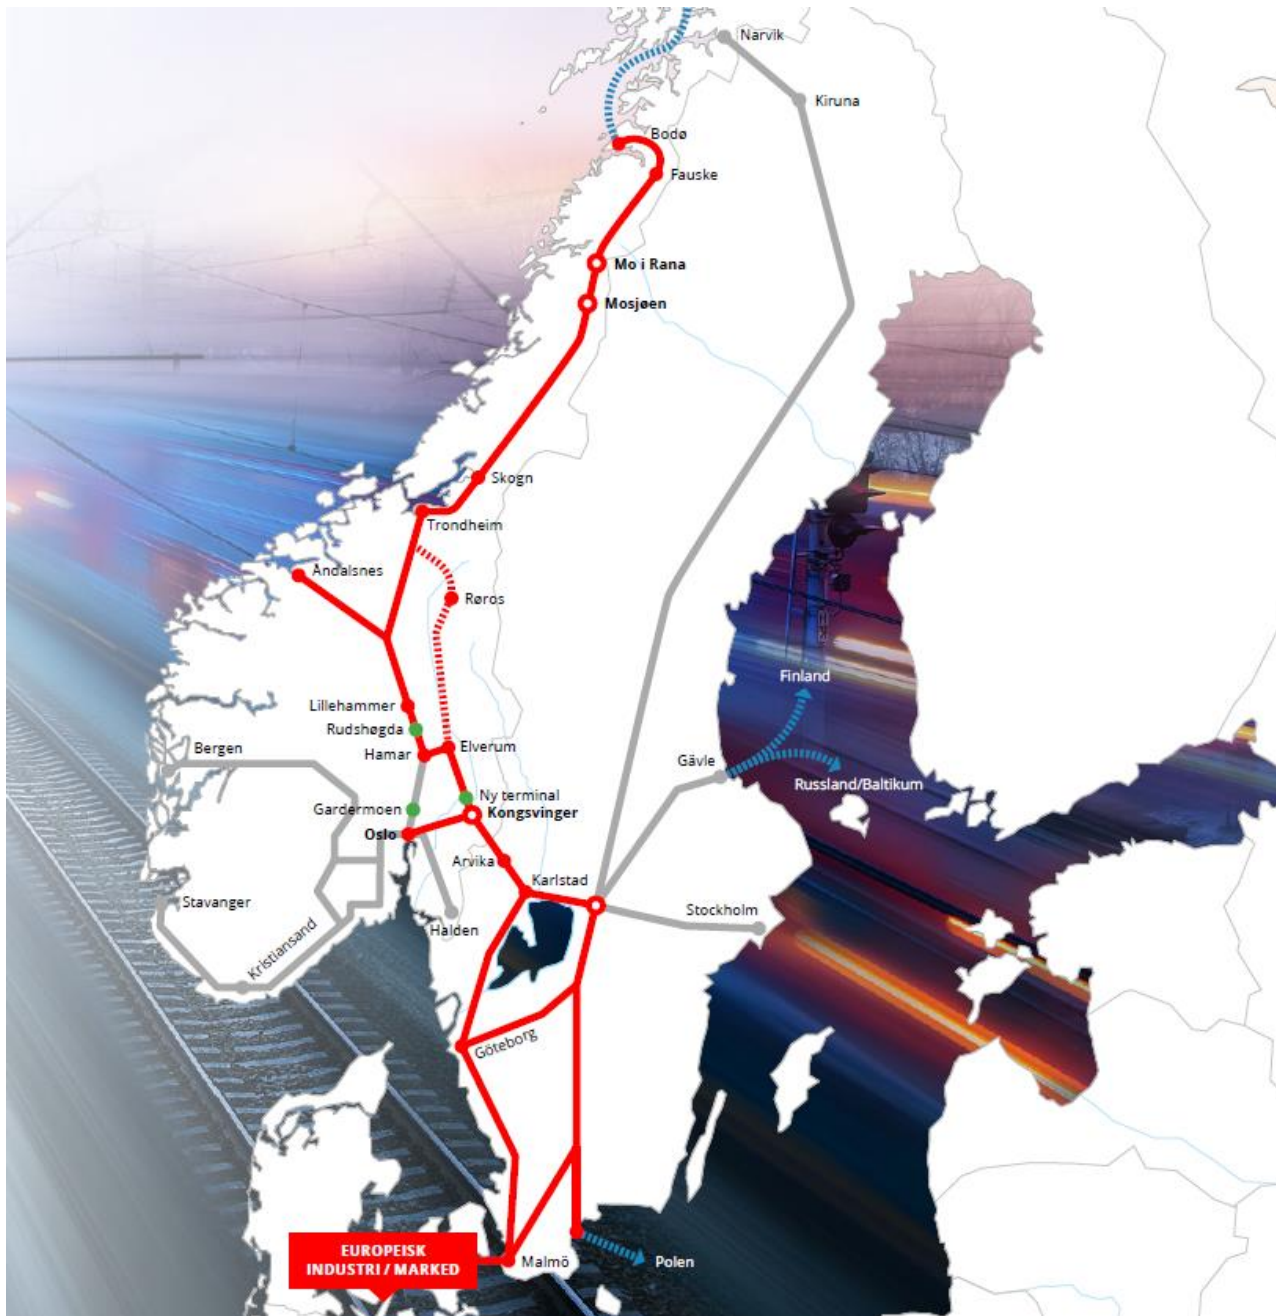 Narvik
Kiruna
Bodø
Fauske
Mo i Rana
Mosjøen
Skogn
Trondheim
Åndalsnes
Røros
Finland
Lillehammer
Rudshøgda
Bergen
Hamar
Elverum
Gävle
Russland/Baltikum
Ny terminal
Gardermoen
Kongsvinger
Oslo
Arvika
Karlstad
Stavanger
Stockholm
Halden
Kristiansand
Göteborg
EUROPEISK
INDUSTRI / MARKED
Malmö
Polen